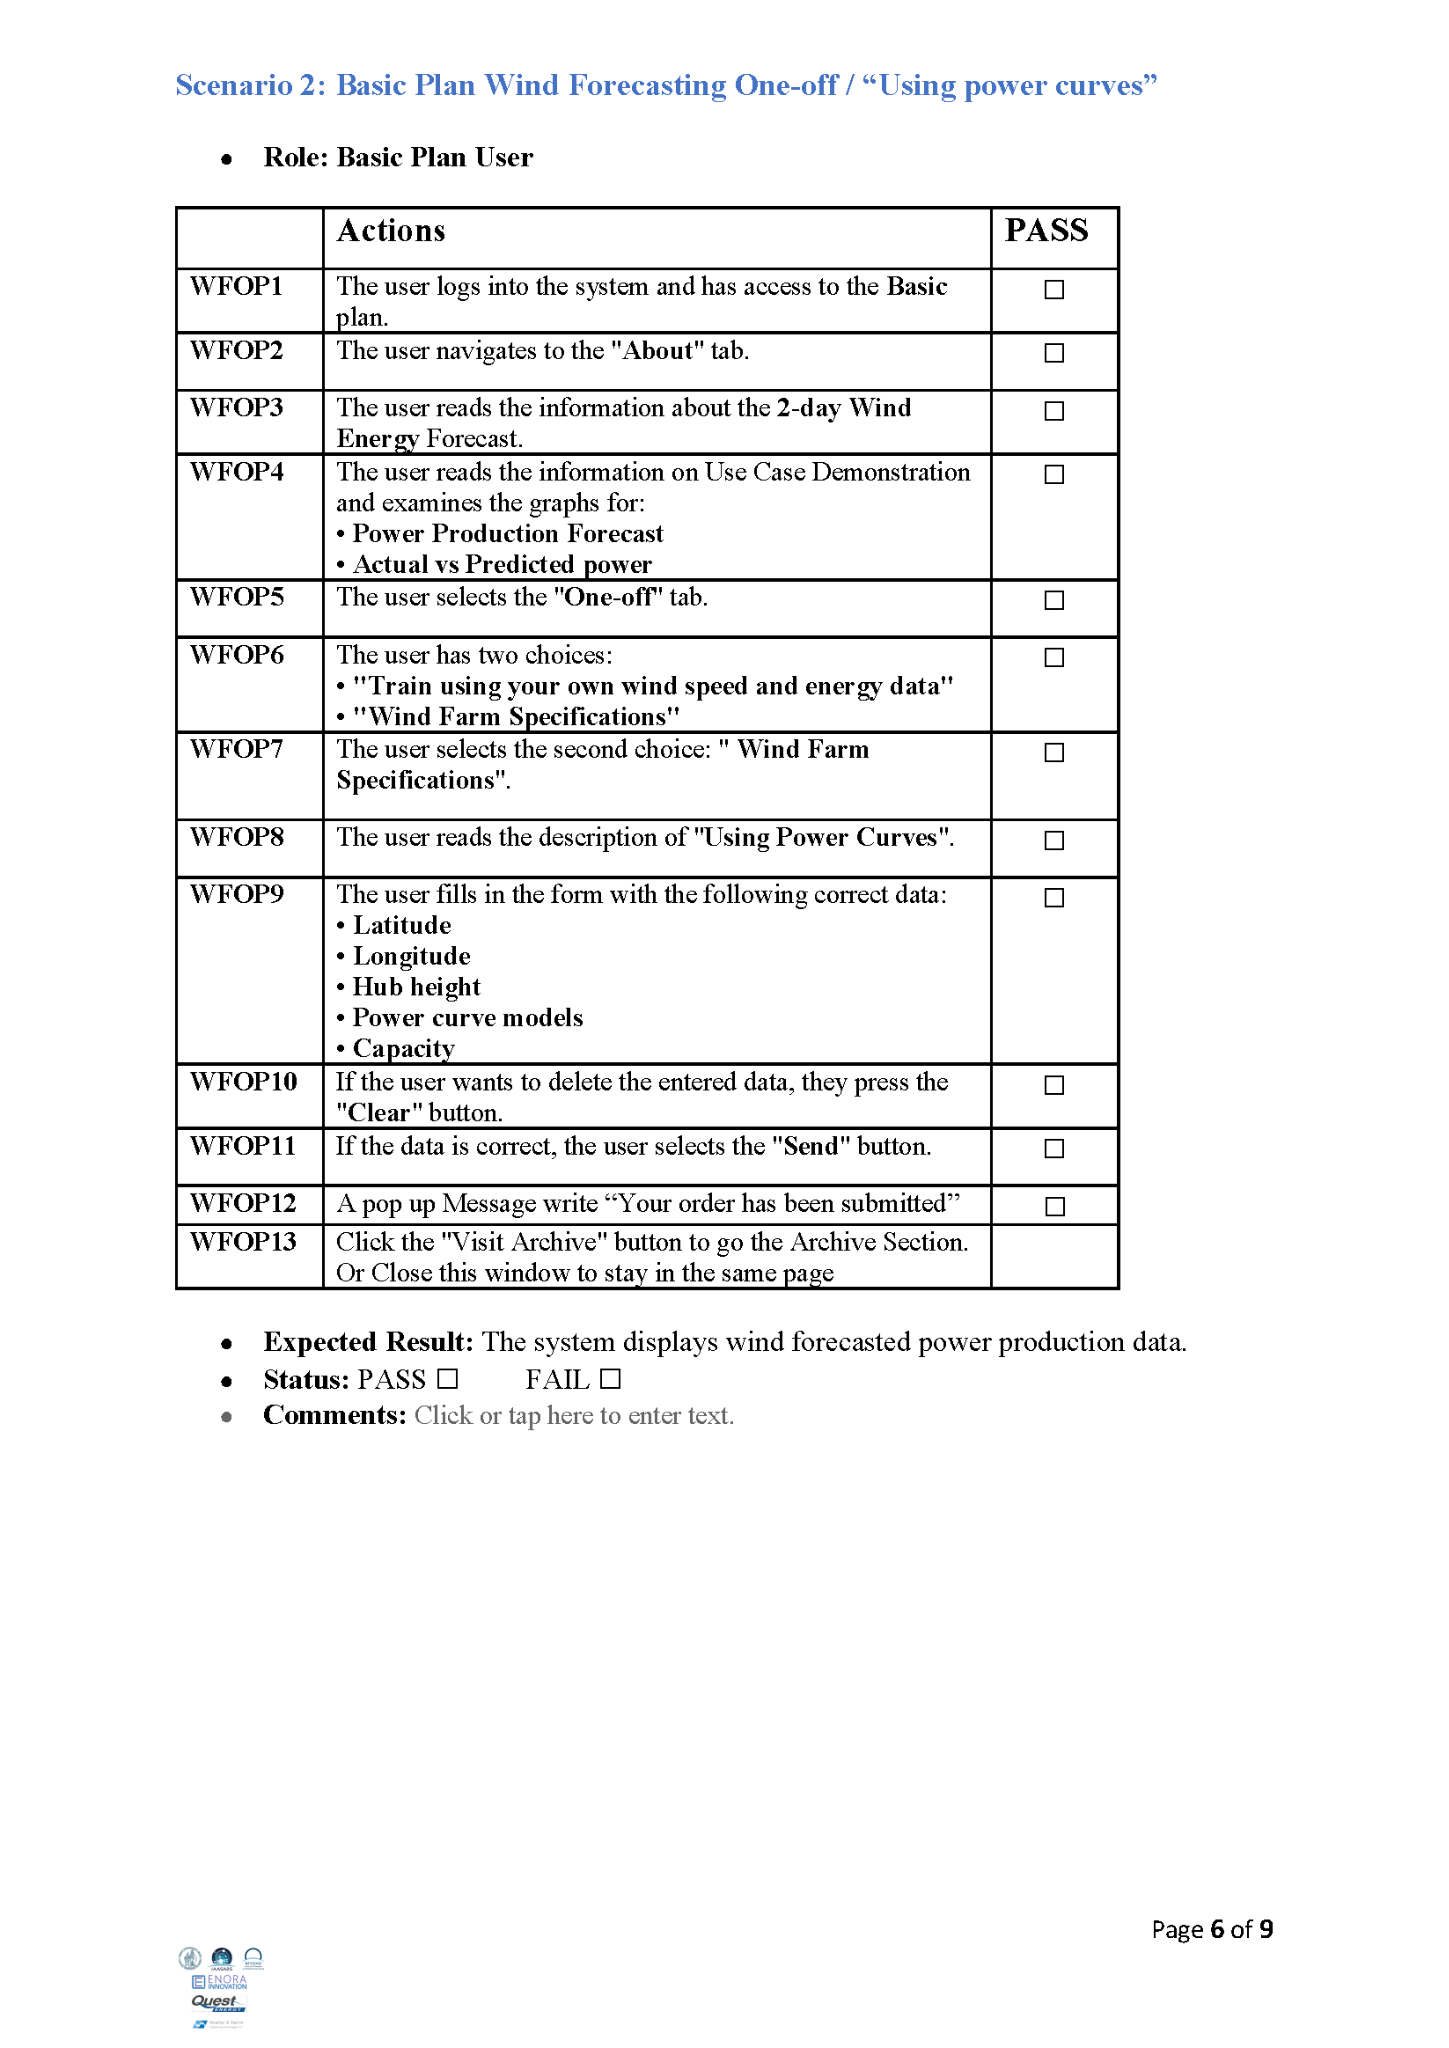 Scenario 2: Basic Plan Wind Forecasting One-off / “Using power curves”
● Role: Basic Plan User
Actions PASS
WFOP1 The user logs into the system and has access to the Basic ☐
plan.
WFOP2 The user navigates to the "About" tab. ☐
WFOP3 The user reads the information about the 2-day Wind ☐
Energy Forecast.
WFOP4 The user reads the information on Use Case Demonstration ☐
and examines the graphs for:
• Power Production Forecast
• Actual vs Predicted power
WFOP5 The user selects the "One-off" tab. ☐
WFOP6 The user has two choices: ☐
• "Train using your own wind speed and energy data"
• "Wind Farm Specifications"
WFOP7 The user selects the second choice: " Wind Farm ☐
Specifications".
WFOP8 The user reads the description of "Using Power Curves". ☐
WFOP9 The user fills in the form with the following correct data: ☐
• Latitude
• Longitude
• Hub height
• Power curve models
• Capacity
WFOP10 If the user wants to delete the entered data, they press the ☐
"Clear" button.
WFOP11 If the data is correct, the user selects the "Send" button. ☐
WFOP12 A pop up Message write “Your order has been submitted” ☐
WFOP13 Click the "Visit Archive" button to go the Archive Section.
Or Close this window to stay in the same page
● Expected Result: The system displays wind forecasted power production data.
● Status: PASS ☐ FAIL ☐
● Comments: Click or tap here to enter text.
Page 6 of 9
IAASARS BEYOND
ENORA
INNOVATION
Quest
ENERGY